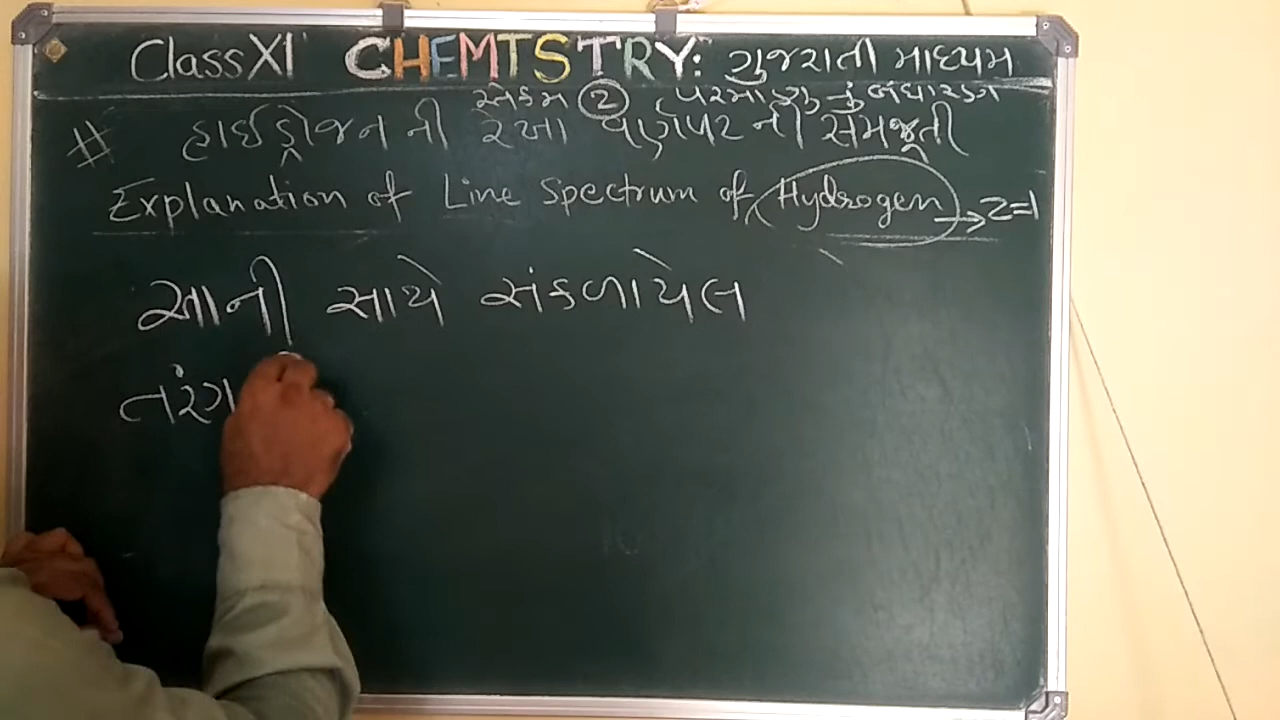 Class XI CHEMISTRY: ગુજરાતી માધ્યમ
એકમ 2 પરમાણુનું બંધારણ
# હાઈડ્રોજન ની રેખા વર્ણપટ ની સમજૂતી
Explanation of Line Spectrum of Hydrogen → Z=1
આની સાથે સંકળાયેલ
તરંગ